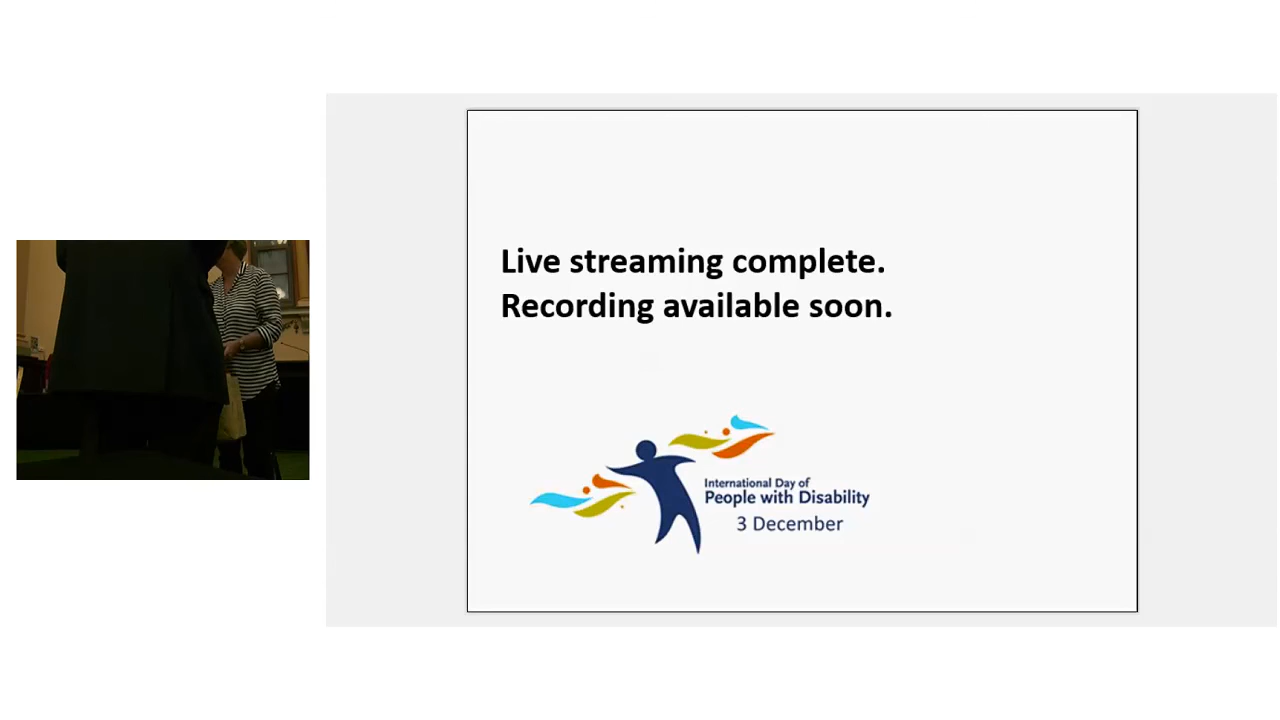 Live streaming complete.
Recording available soon.
International Day of
People with Disability
3 December